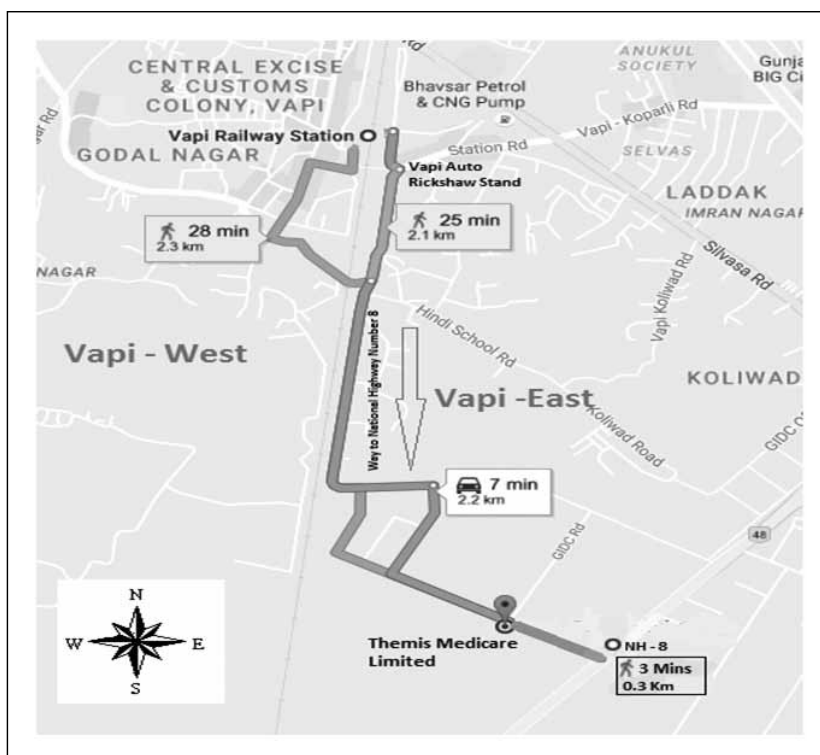 Rd
ANUKUL
SOCIETY
Gunja
BIG Ci
CENTRAL EXCISE
& CUSTOMS
COLONY, VAPI
Bhavsar Petrol
& CNG Pump
Vapi - Koparli Rd
Vapi Railway Station
Station Rd
GODAL NAGAR
SELVAS
Vapi Auto
Rickshaw Stand
LADDAK
IMRAN NAGAR
28 min
2.3 km
25 min
2.1 km
Silvasa Rd
NAGAR
Vapi Koliwad Rd
Hindi School Rd
Way to National Highway Number 8
Vapi - West
Vapi -East
KOLIWAD
Koliwad Road
GIDC
7 min
2.2 km
GIDC Rd
48
N
W
E
S
Themis Medicare
Limited
NH - 8
3 Mins
0.3 Km